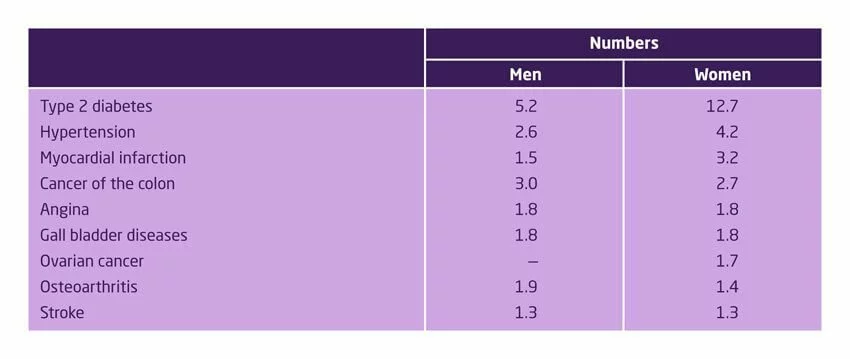 Numbers
Men Women
Type 2 diabetes 5.2 12.7
Hypertension 2.6 4.2
Myocardial infarction 1.5 3.2
Cancer of the colon 3.0 2.7
Angina 1.8 1.8
Gall bladder diseases 1.8 1.8
Ovarian cancer — 1.7
Osteoarthritis 1.9 1.4
Stroke 1.3 1.3